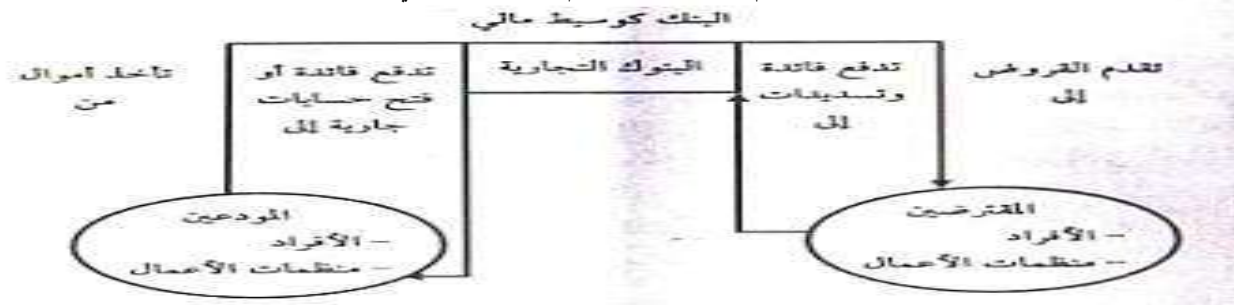 البنك كوسيط مالي
تقدم القروض
إلى
تدفع فائدة
وتسديدات
إلى
البنوك التجارية
تدفع فائدة أو
فتح حسابات
جارية إلى
تأخذ أموال
من
المقترضين
– الأفراد
– منظمات الأعمال
المودعين
– الأفراد
– منظمات الأعمال